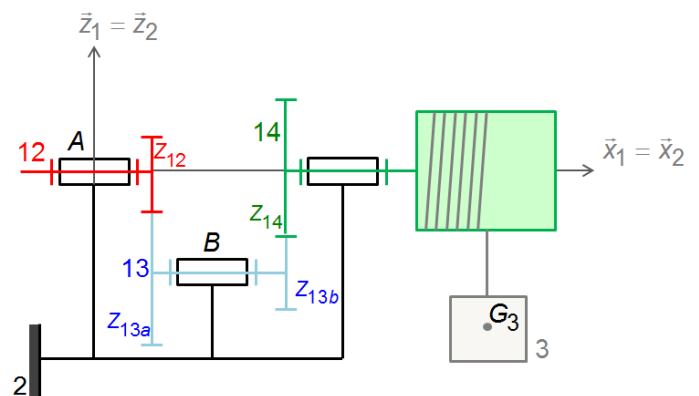 z⃗₁ = z⃗₂
14
A
12
Z₁₂
x⃗₁ = x⃗₂
Z₁₄
B
13
Z₁₃b
Z₁₃a
G₃
3
2